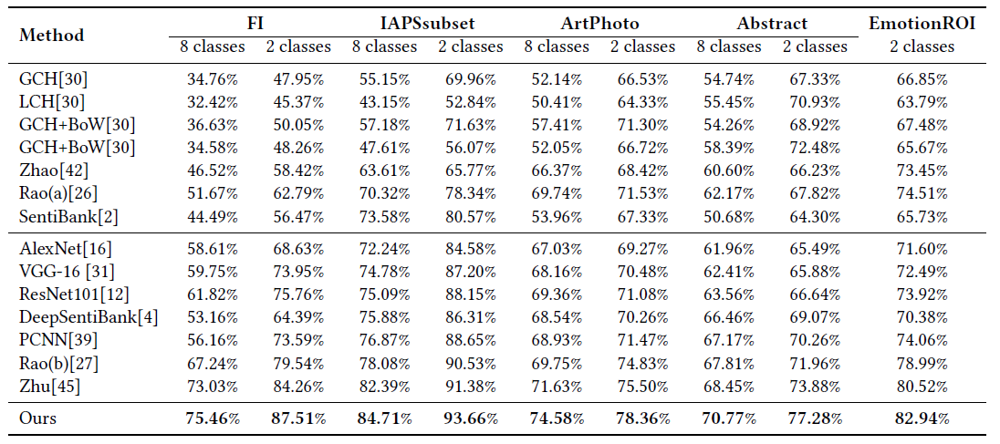 Method FI IAPSsubset ArtPhoto Abstract EmotionROI
8 classes 2 classes 8 classes 2 classes 8 classes 2 classes 8 classes 2 classes 2 classes
GCH[30] 34.76% 47.95% 55.15% 69.96% 52.14% 66.53% 54.74% 67.33% 66.85%
LCH[30] 32.42% 45.37% 43.15% 52.84% 50.41% 64.33% 55.45% 70.93% 63.79%
GCH+BoW[30] 36.63% 50.05% 57.18% 71.63% 57.41% 71.30% 54.26% 68.92% 67.48%
GCH+BoW[30] 34.58% 48.26% 47.61% 56.07% 52.05% 66.72% 58.39% 72.48% 65.67%
Zhao[42] 46.52% 58.42% 63.61% 65.77% 66.37% 68.42% 60.60% 66.23% 73.45%
Rao(a)[26] 51.67% 62.79% 70.32% 78.34% 69.74% 71.53% 62.17% 67.82% 74.51%
SentiBank[2] 44.49% 56.47% 73.58% 80.57% 53.96% 67.33% 50.68% 64.30% 65.73%
AlexNet[16] 58.61% 68.63% 72.24% 84.58% 67.03% 69.27% 61.96% 65.49% 71.60%
VGG-16 [31] 59.75% 73.95% 74.78% 87.20% 68.16% 70.48% 62.41% 65.88% 72.49%
ResNet101[12] 61.82% 75.76% 75.09% 88.15% 69.36% 71.08% 63.56% 66.64% 73.92%
DeepSentiBank[4] 53.16% 64.39% 75.88% 86.31% 68.54% 70.26% 66.46% 69.07% 70.38%
PCNN[39] 56.16% 73.59% 76.87% 88.65% 68.93% 71.47% 67.17% 70.26% 74.06%
Rao(b)[27] 67.24% 79.54% 78.08% 90.53% 69.75% 74.83% 67.81% 71.96% 78.99%
Zhu[45] 73.03% 84.26% 82.39% 91.38% 71.63% 75.50% 68.45% 73.88% 80.52%
Ours 75.46% 87.51% 84.71% 93.66% 74.58% 78.36% 70.77% 77.28% 82.94%